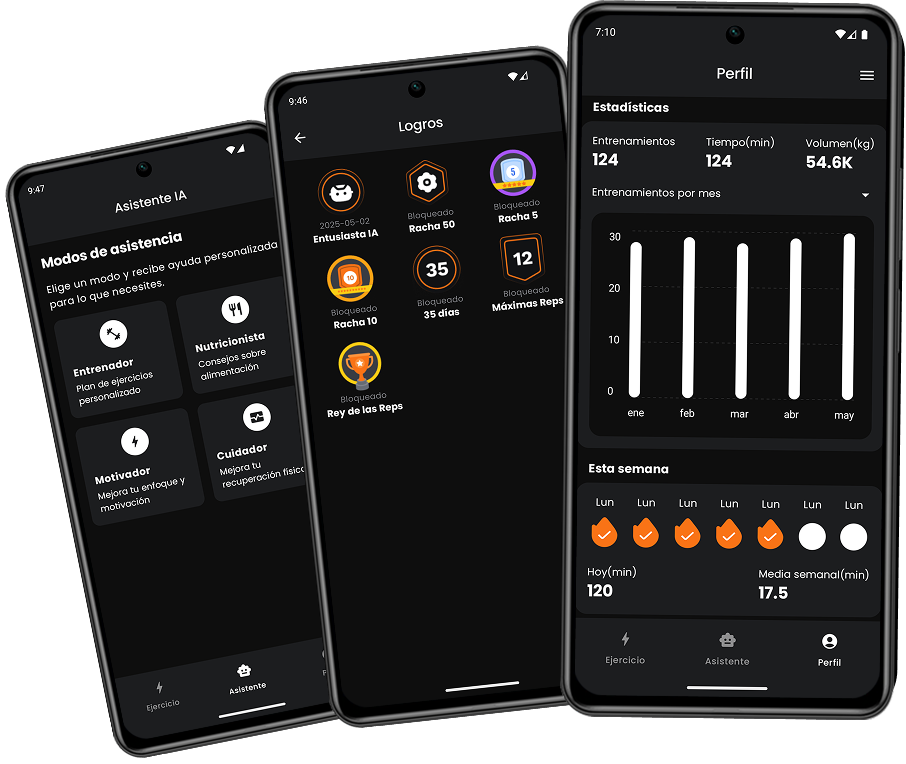 9:47
Asistente IA
Modos de asistencia
Elige un modo y recibe ayuda personalizada
para lo que necesites.
Entrenador
Plan de ejercicios
personalizado
Nutricionista
Consejos sobre
alimentación
Motivador
Mejora tu enfoque y
motivación
Cuidador
Mejora tu
recuperación física
Ejercicio
Asistente
9:46
Logros
2025-05-02
Entusiasta IA
Bloqueado
Racha 50
5
Bloqueado
Racha 5
10
Bloqueado
Racha 10
35
Bloqueado
35 días
12
Bloqueado
Máximas Reps
Bloqueado
Rey de las Reps
7:10
Perfil
Estadísticas
Entrenamientos Tiempo(min) Volumen(kg)
124 124 54.6K
Entrenamientos por mes
30
20
10
0
ene feb mar abr may
Esta semana
Lun Lun Lun Lun Lun Lun Lun
Hoy(min) Media semanal(min)
120 17.5
Ejercicio Asistente Perfil